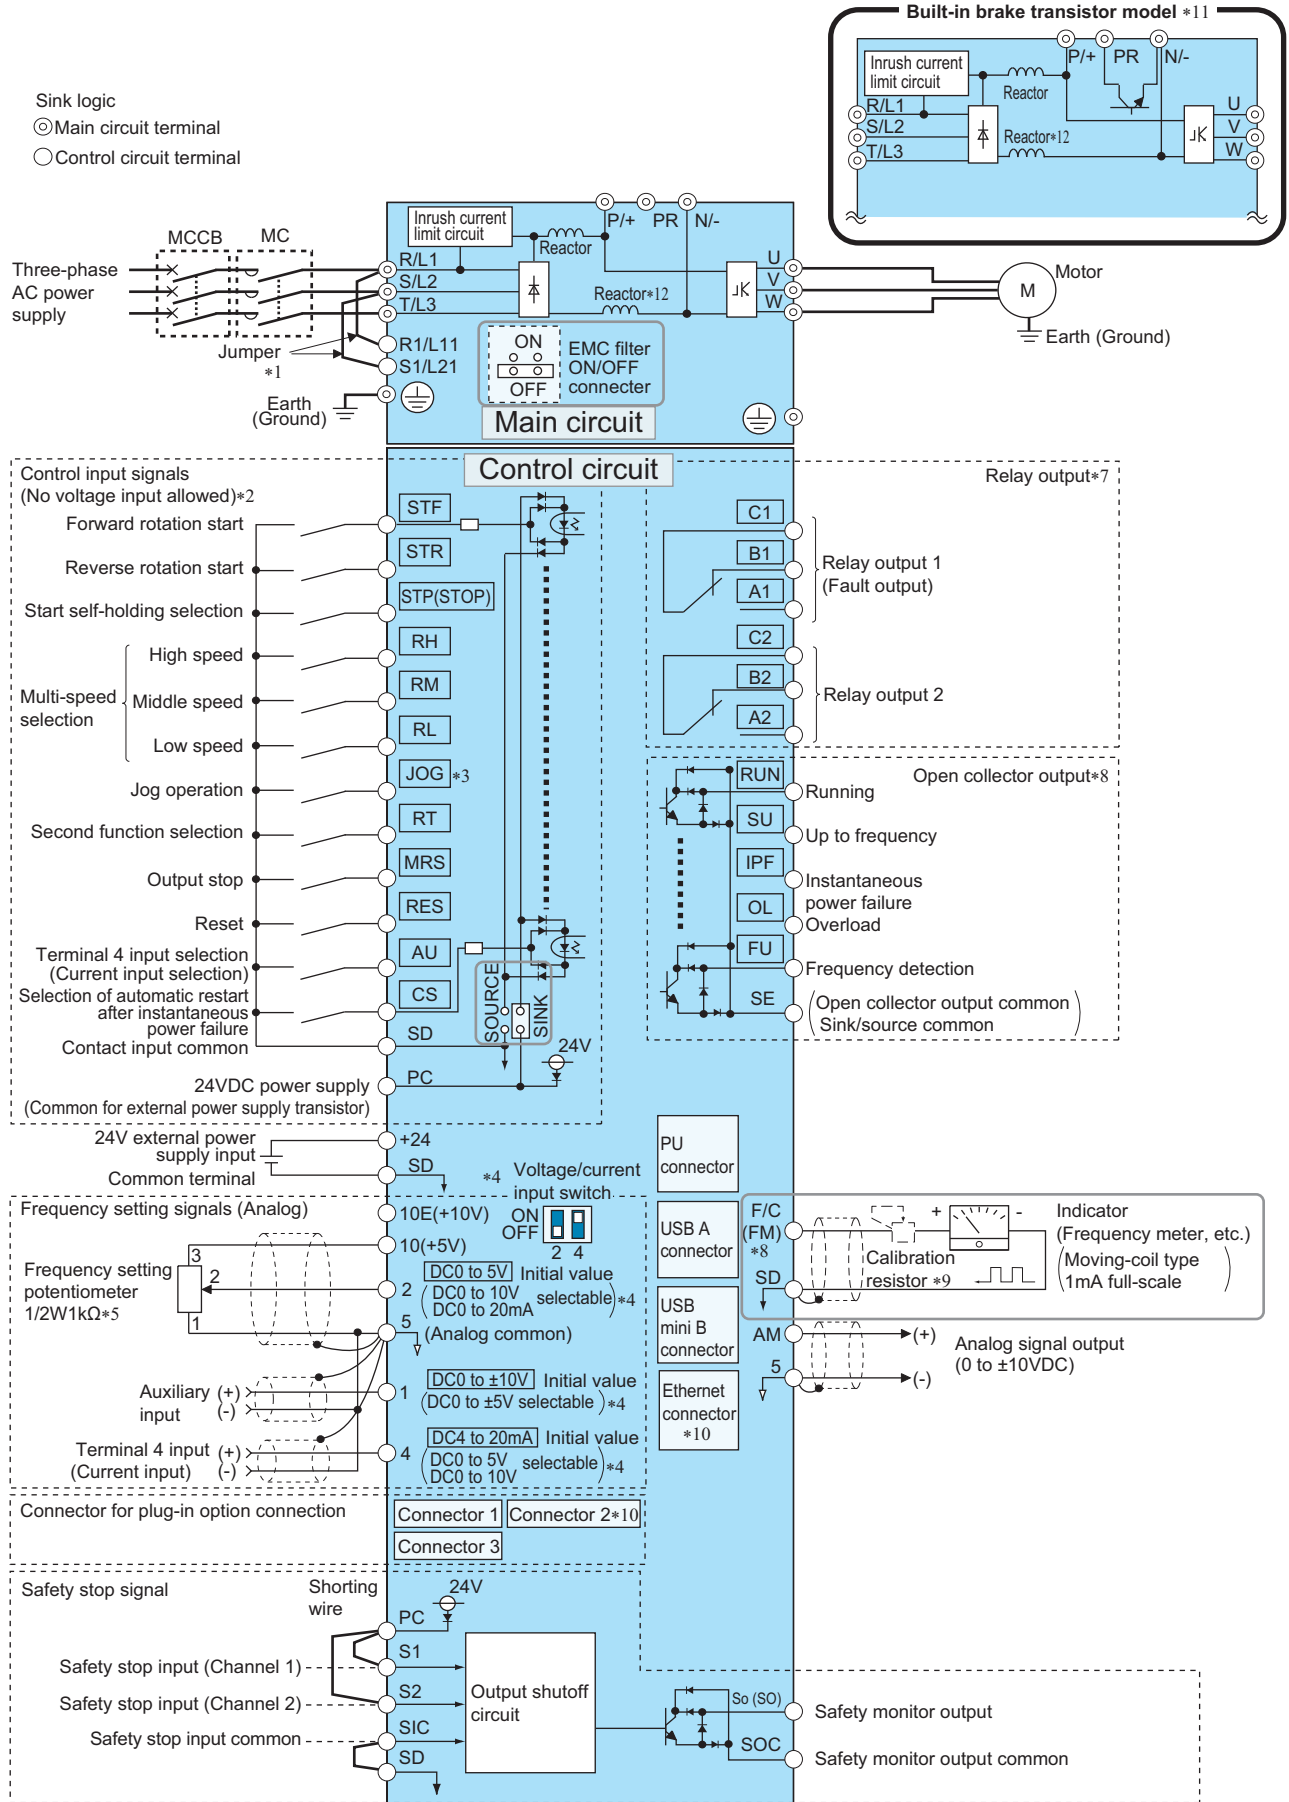 Built-in brake transistor model *11
P/+ PR N/-
Inrush current
limit circuit
Reactor
R/L1
S/L2
T/L3
Reactor*12
U
V
W
Sink logic
Main circuit terminal
Control circuit terminal
P/+ PR N/-
Inrush current
limit circuit
Reactor
MCCB MC
Three-phase
AC power
supply
R/L1
S/L2
T/L3
Reactor*12
U
V
W
Motor
M
Earth (Ground)
Jumper
*1
R1/L11
S1/L21
ON
OFF
EMC filter
ON/OFF
connecter
Earth
(Ground)
Main circuit
Control circuit
Control input signals
(No voltage input allowed)*2
Forward rotation start
STF
Reverse rotation start
STR
Start self-holding selection
STP(STOP)
Multi-speed
selection
High speed
RH
Middle speed
RM
Low speed
RL
Jog operation
JOG *3
Second function selection
RT
Output stop
MRS
Reset
RES
Terminal 4 input selection
(Current input selection)
AU
Selection of automatic restart
after instantaneous
power failure
CS
Contact input common
SD
SOURCE
SINK
24V
24VDC power supply
(Common for external power supply transistor)
PC
Relay output*7
C1
B1
A1
Relay output 1
(Fault output)
C2
B2
A2
Relay output 2
Open collector output*8
RUN
Running
SU
Up to frequency
IPF
Instantaneous
power failure
OL
Overload
FU
Frequency detection
SE
Open collector output common
Sink/source common
24V external power
supply input
+24
Common terminal
SD
*4 Voltage/current
input switch
ON
OFF
2 4
Frequency setting signals (Analog)
10E(+10V)
10(+5V)
Frequency setting
potentiometer
1/2W1kΩ*5
3
2
1
2
DC0 to 5V Initial value
(DC0 to 10V
DC0 to 20mA selectable)*4
5
(Analog common)
Auxiliary
input
(+)
(-)
1
DC0 to ±10V Initial value
(DC0 to ±5V selectable)*4
Terminal 4 input
(Current input)
(+)
(-)
4
DC4 to 20mA Initial value
(DC0 to 5V
DC0 to 10V selectable)*4
PU
connector
USB A
connector
USB
mini B
connector
Ethernet
connector
*10
F/C
(FM)
*8
SD
+ -
Calibration
resistor *9
Indicator
(Frequency meter, etc.)
(Moving-coil type
1mA full-scale)
AM
(+)
5
(-)
Analog signal output
(0 to ±10VDC)
Connector for plug-in option connection
Connector 1
Connector 2*10
Connector 3
Safety stop signal
Shorting
wire
24V
PC
Safety stop input (Channel 1)
S1
Safety stop input (Channel 2)
S2
Safety stop input common
SIC
SD
Output shutoff
circuit
So (SO)
Safety monitor output
SOC
Safety monitor output common